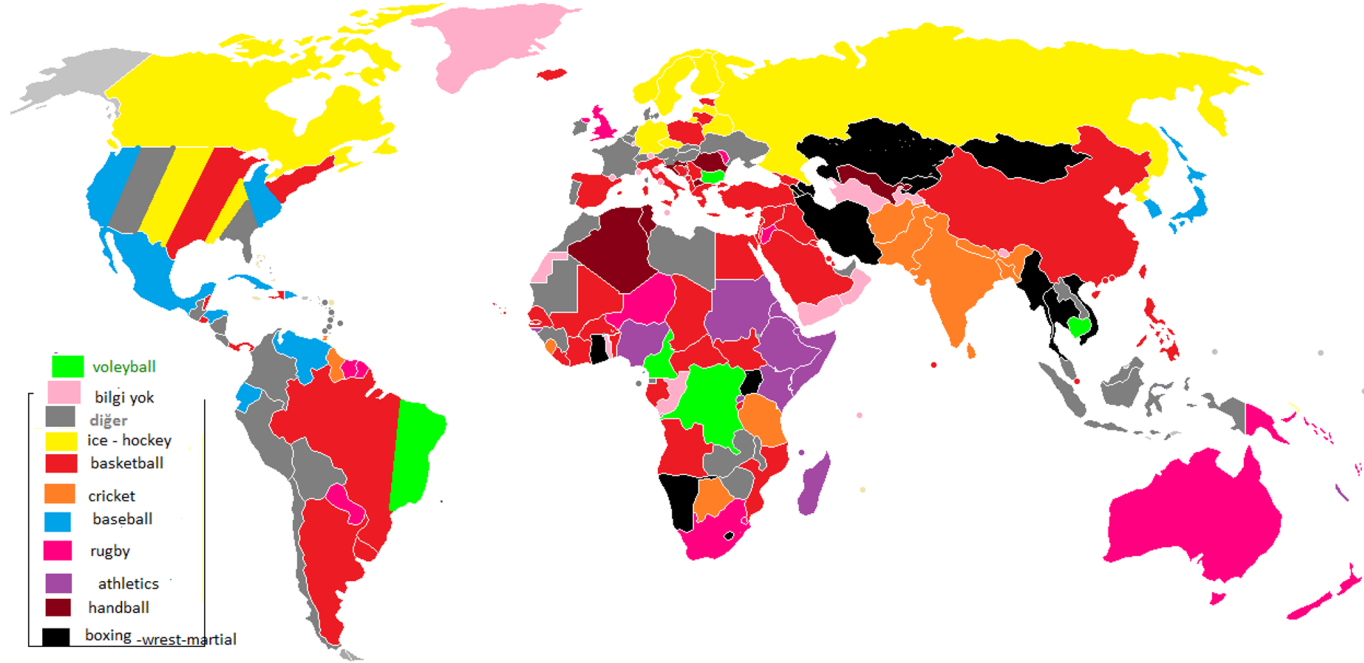 voleyball
bilgi yok
diğer
ice - hockey
basketball
cricket
baseball
rugby
athletics
handball
boxing -wrest-martial